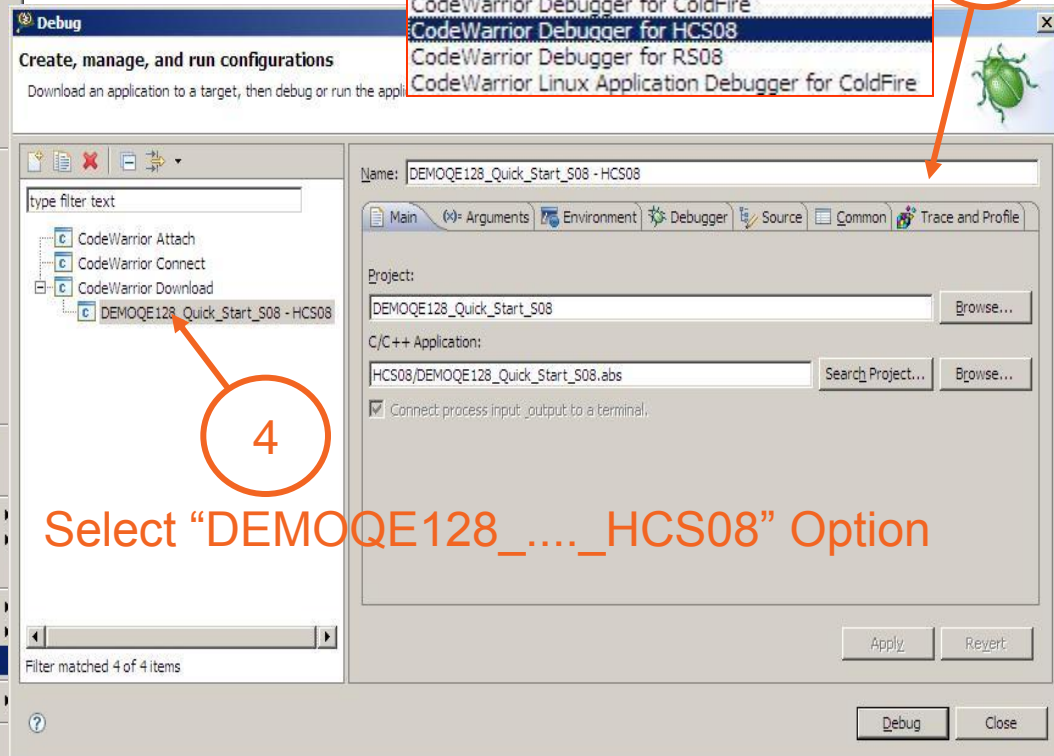 CodeWarrior Debugger for ColdFire
CodeWarrior Debugger for HCS08
CodeWarrior Debugger for RS08
CodeWarrior Linux Application Debugger for ColdFire
Debug
X
Create, manage, and run configurations
Download an application to a target, then debug or run the appli
type filter text
CodeWarrior Attach
CodeWarrior Connect
CodeWarrior Download
DEMOQE128_Quick_Start_S08 - HCS08
Filter matched 4 of 4 items
Name: DEMOQE128_Quick_Start_S08 - HCS08
Main (x)= Arguments Environment Debugger Source Common Trace and Profile
Project:
DEMOQE128_Quick_Start_S08 Browse...
C/C++ Application:
HCS08/DEMOQE128_Quick_Start_S08.abs Search Project... Browse...
Connect process input _output to a terminal.
4
Select “DEMOQE128_...._HCS08” Option
Apply Revert
? Debug Close